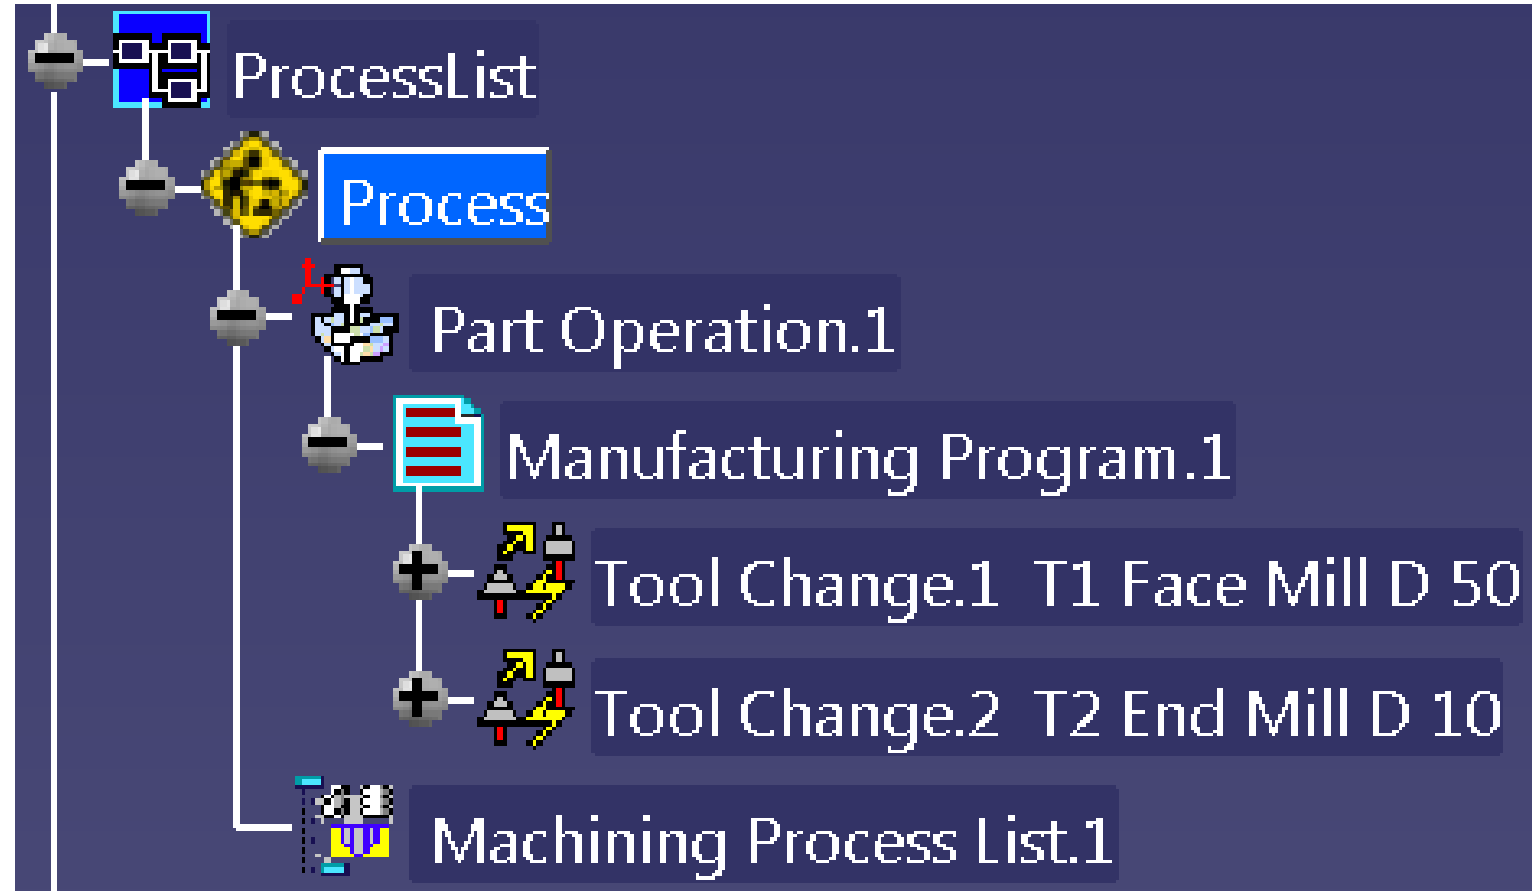 ProcessList
Process
Part Operation.1
Manufacturing Program.1
Tool Change.1  T1 Face Mill D 50
Tool Change.2  T2 End Mill D 10
Machining Process List.1